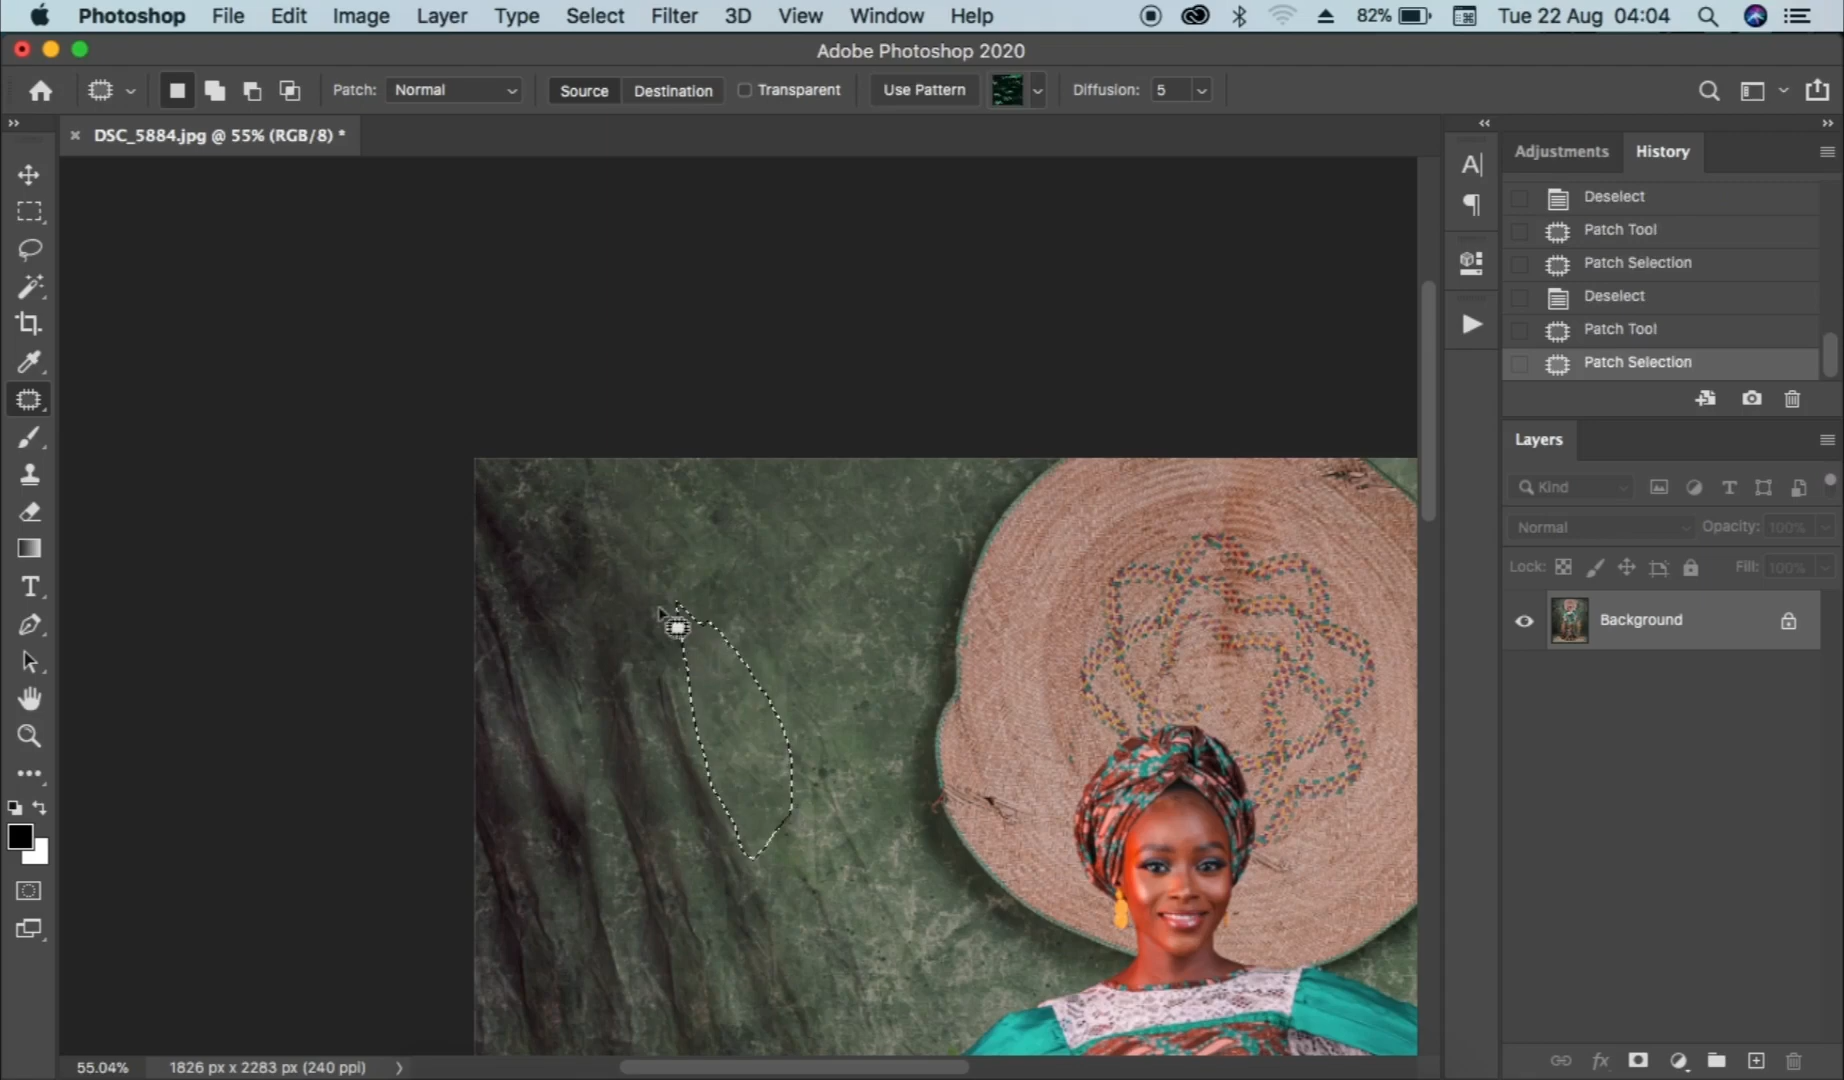 Photoshop File Edit Image Layer Type Select Filter 3D View Window Help 82% Tue 22 Aug 04:04
Adobe Photoshop 2020
Patch: Normal Source Destination Transparent Use Pattern Diffusion: 5
DSC_5884.jpg @ 55% (RGB/8) *
Adjustments History
Deselect
Patch Tool
Patch Selection
Deselect
Patch Tool
Patch Selection
Layers
Kind
Normal Opacity: 100%
Lock: Fill: 100%
Background
55.04% 1826 px x 2283 px (240 ppi)